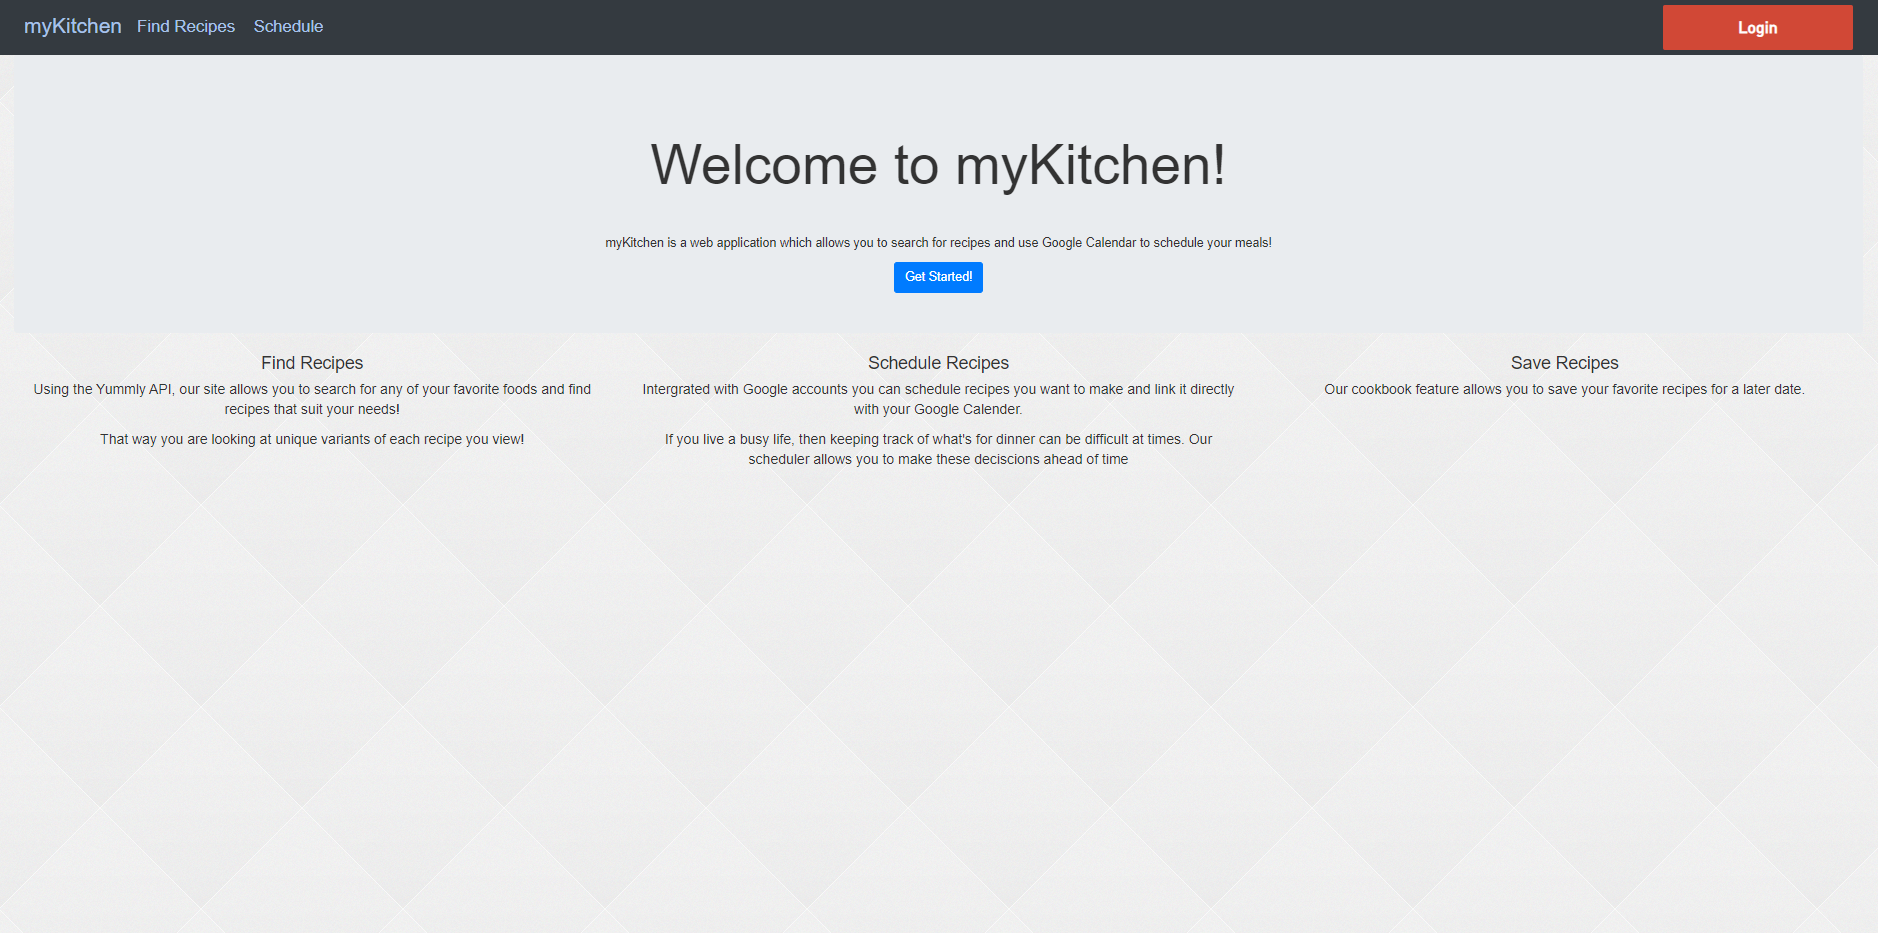 myKitchen Find Recipes Schedule Login
Welcome to myKitchen!
myKitchen is a web application which allows you to search for recipes and use Google Calendar to schedule your meals!
Get Started!
Find Recipes
Using the Yummly API, our site allows you to search for any of your favorite foods and find
recipes that suit your needs!
That way you are looking at unique variants of each recipe you view!
Schedule Recipes
Intergrated with Google accounts you can schedule recipes you want to make and link it directly
with your Google Calender.
If you live a busy life, then keeping track of what's for dinner can be difficult at times. Our
scheduler allows you to make these deciscions ahead of time
Save Recipes
Our cookbook feature allows you to save your favorite recipes for a later date.